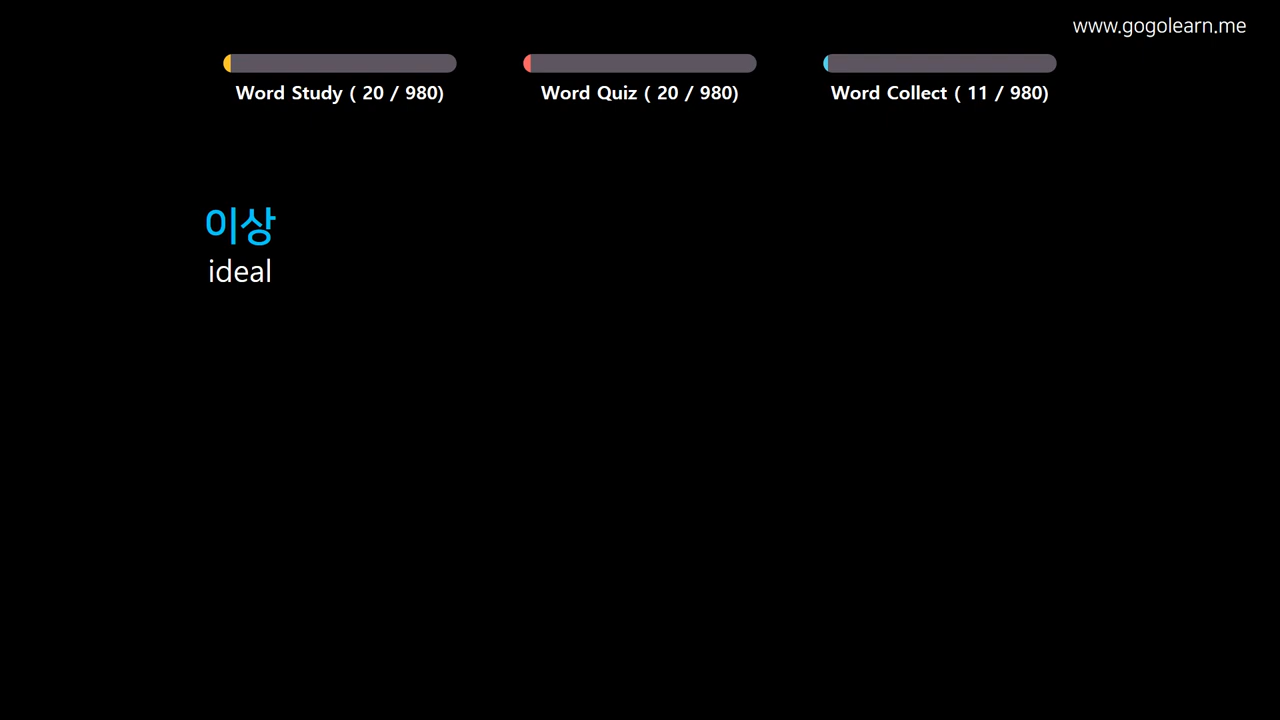 www.gogolearn.me
Word Study ( 20 / 980)
Word Quiz ( 20 / 980)
Word Collect ( 11 / 980)
이상
ideal